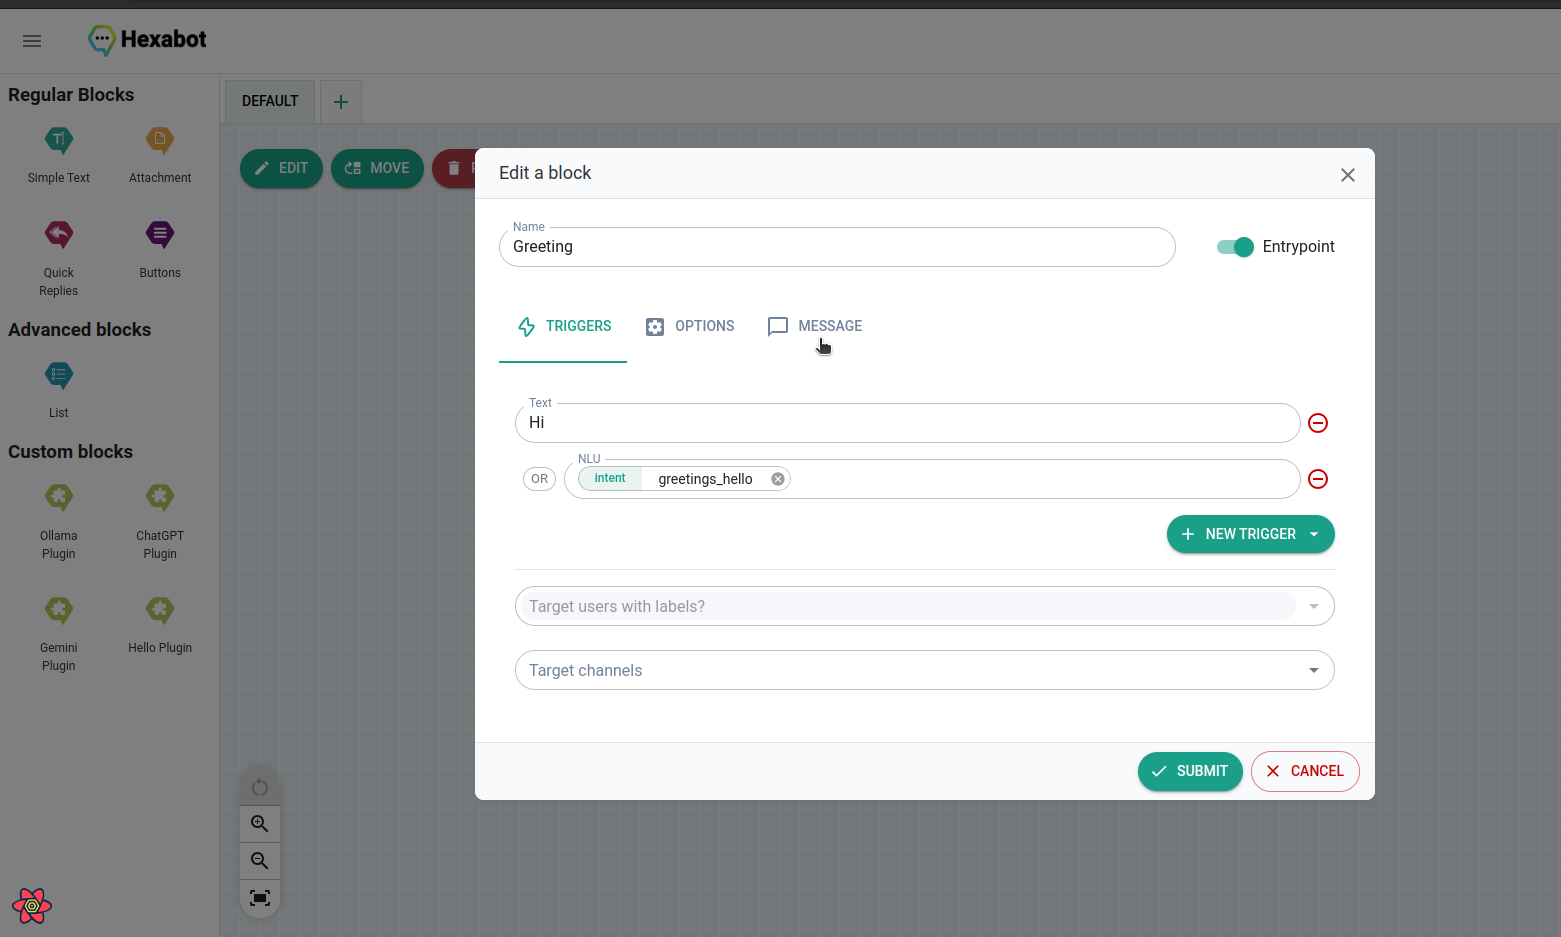 Hexabot
Regular Blocks
Simple Text
Attachment
Quick
Replies
Buttons
Advanced blocks
List
Custom blocks
Ollama
Plugin
ChatGPT
Plugin
Gemini
Plugin
Hello Plugin
DEFAULT
EDIT
MOVE
Edit a block
Name
Greeting
Entrypoint
TRIGGERS
OPTIONS
MESSAGE
Text
Hi
OR
NLU
intent
greetings_hello
NEW TRIGGER
Target users with labels?
Target channels
SUBMIT
CANCEL